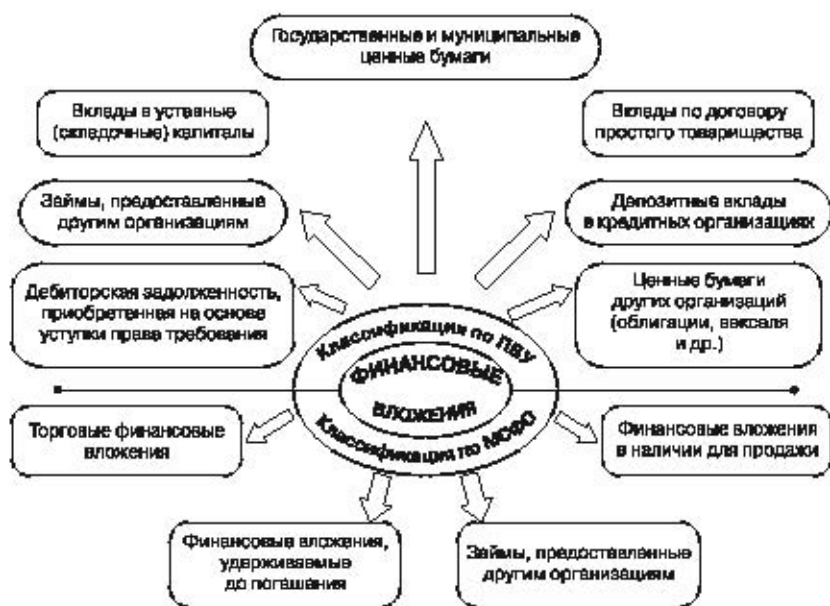 Государственные и муниципальные
ценные бумаги
Вклады в уставные
(складочные) капиталы
Вклады по договору
простого товарищества
Займы, предоставленные
другим организациям
Депозитные вклады
в кредитных организациях
Дебиторская задолженность,
приобретенная на основе
уступки права требования
Ценные бумаги
других организаций
(облигации, векселя
и др.)
Классификация по ПБУ
ФИНАНСОВЫЕ
ВЛОЖЕНИЯ
Классификация по МСФО
Торговые финансовые
вложения
Финансовые вложения
в наличии для продажи
Финансовые вложения,
удерживаемые
до погашения
Займы, предоставленные
другим организациям